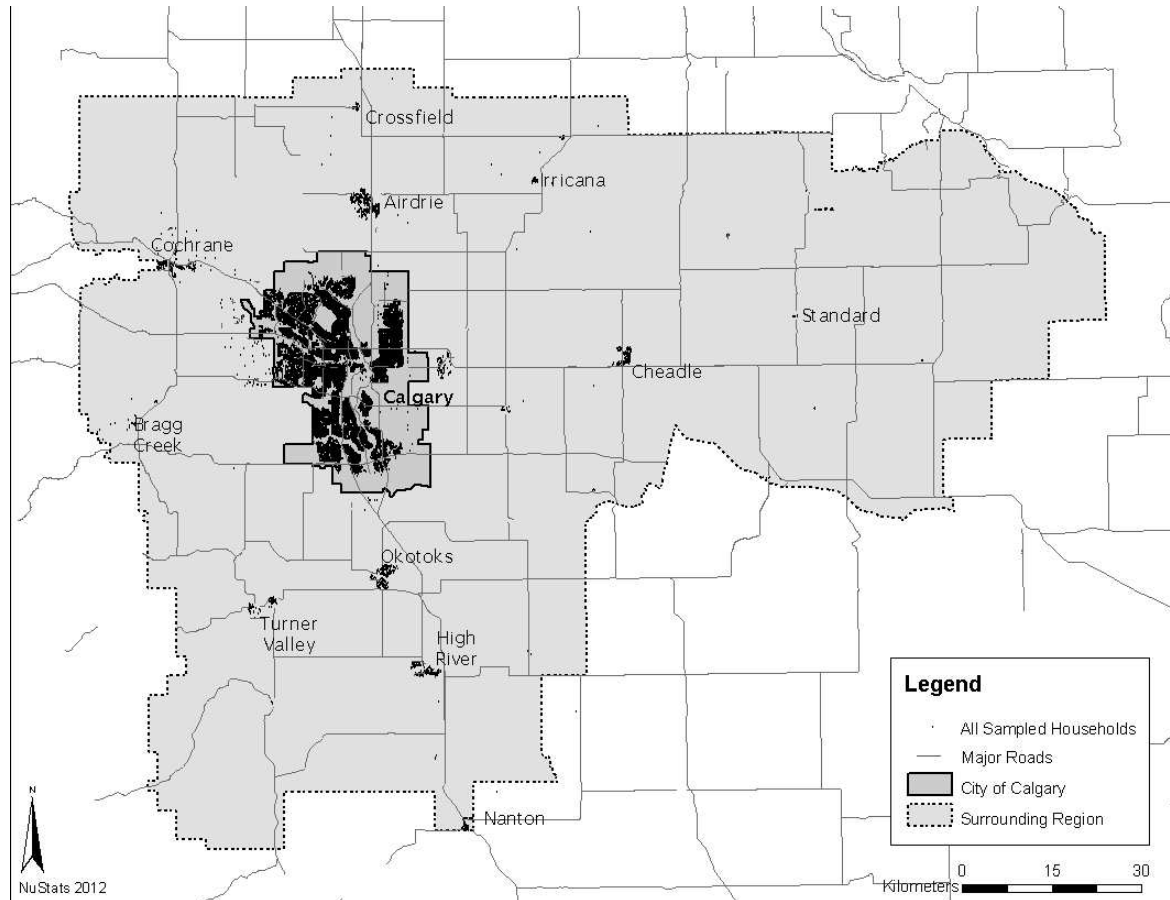 Crossfield
Irricana
Airdrie
Cochrane
Standard
Cheadle
Calgary
Bragg
Creek
Okotoks
Turner
Valley
High
River
Nanton
Legend
All Sampled Households
Major Roads
City of Calgary
Surrounding Region
0 15 30
Kilometers
N
NuStats 2012